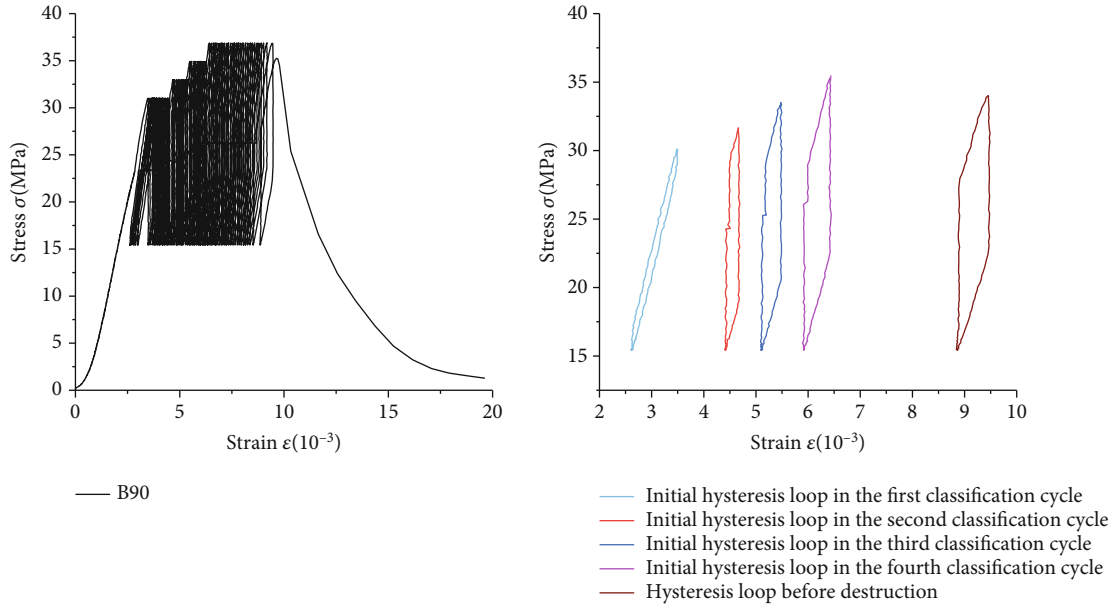 40
35
30
25
20
15
10
5
0
Stress σ(MPa)
0 5 10 15 20
Strain ε(10⁻³)
B90
40
35
30
25
20
15
Stress σ(MPa)
2 3 4 5 6 7 8 9 10
Strain ε(10⁻³)
Initial hysteresis loop in the first classification cycle
Initial hysteresis loop in the second classification cycle
Initial hysteresis loop in the third classification cycle
Initial hysteresis loop in the fourth classification cycle
Hysteresis loop before destruction